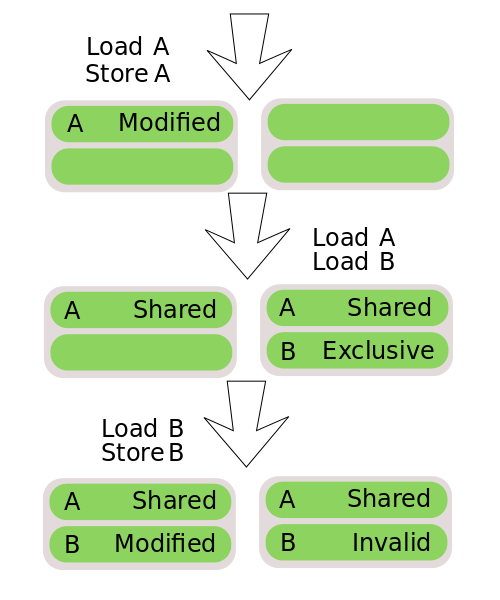 Load A
Store A
A Modified
Load A
Load B
A Shared
A Shared
B Exclusive
Load B
Store B
A Shared
A Shared
B Modified
B Invalid